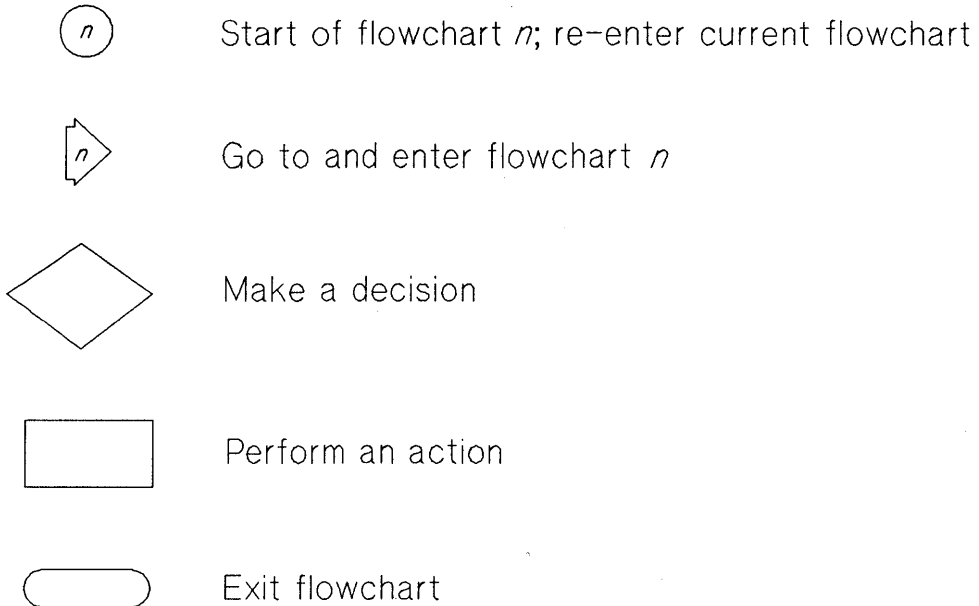 n Start of flowchart n; re-enter current flowchart
n Go to and enter flowchart n
Make a decision
Perform an action
Exit flowchart